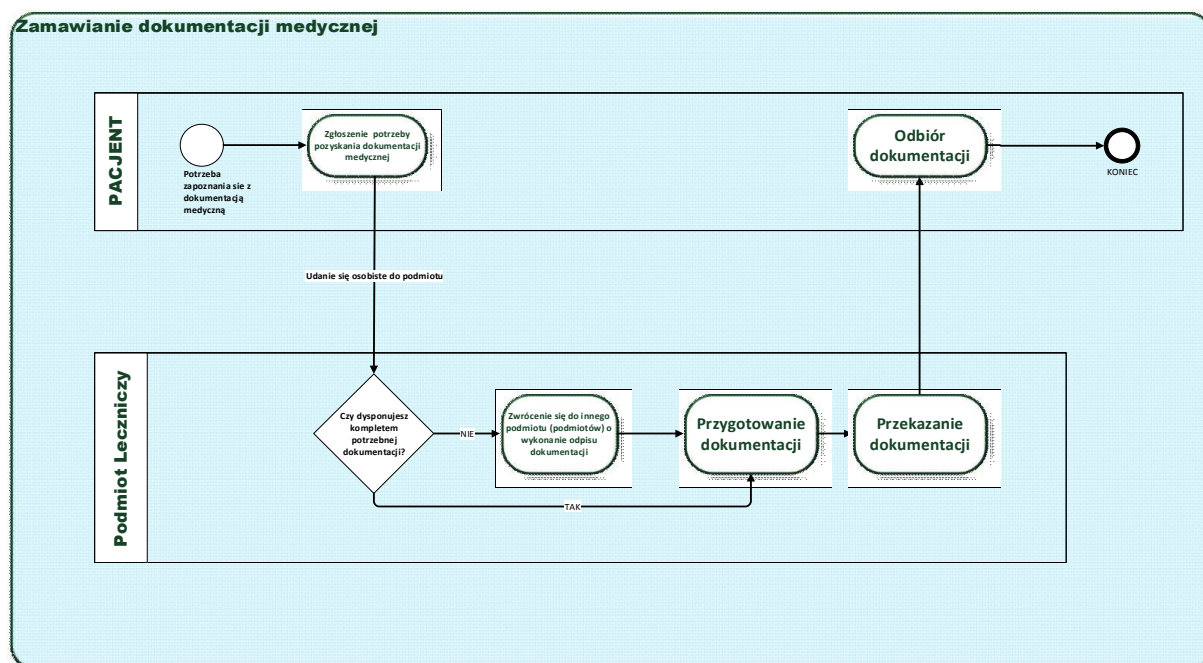 Zamawianie dokumentacji medycznej
PACJENT
Potrzeba
zapoznania sie z
dokumentacją
medyczną
Zgłoszenie potrzeby
pozyskania dokumentacji
medycznej
Odbiór
dokumentacji
KONIEC
Udanie się osobiste do podmiotu
Podmiot Leczniczy
Czy dysponujesz
kompletem
potrzebnej
dokumentacji?
NIE
Zwrócenie się do innego
podmiotu (podmiotów) o
wykonanie odpisu
dokumentacji
Przygotowanie
dokumentacji
Przekazanie
dokumentacji
TAK